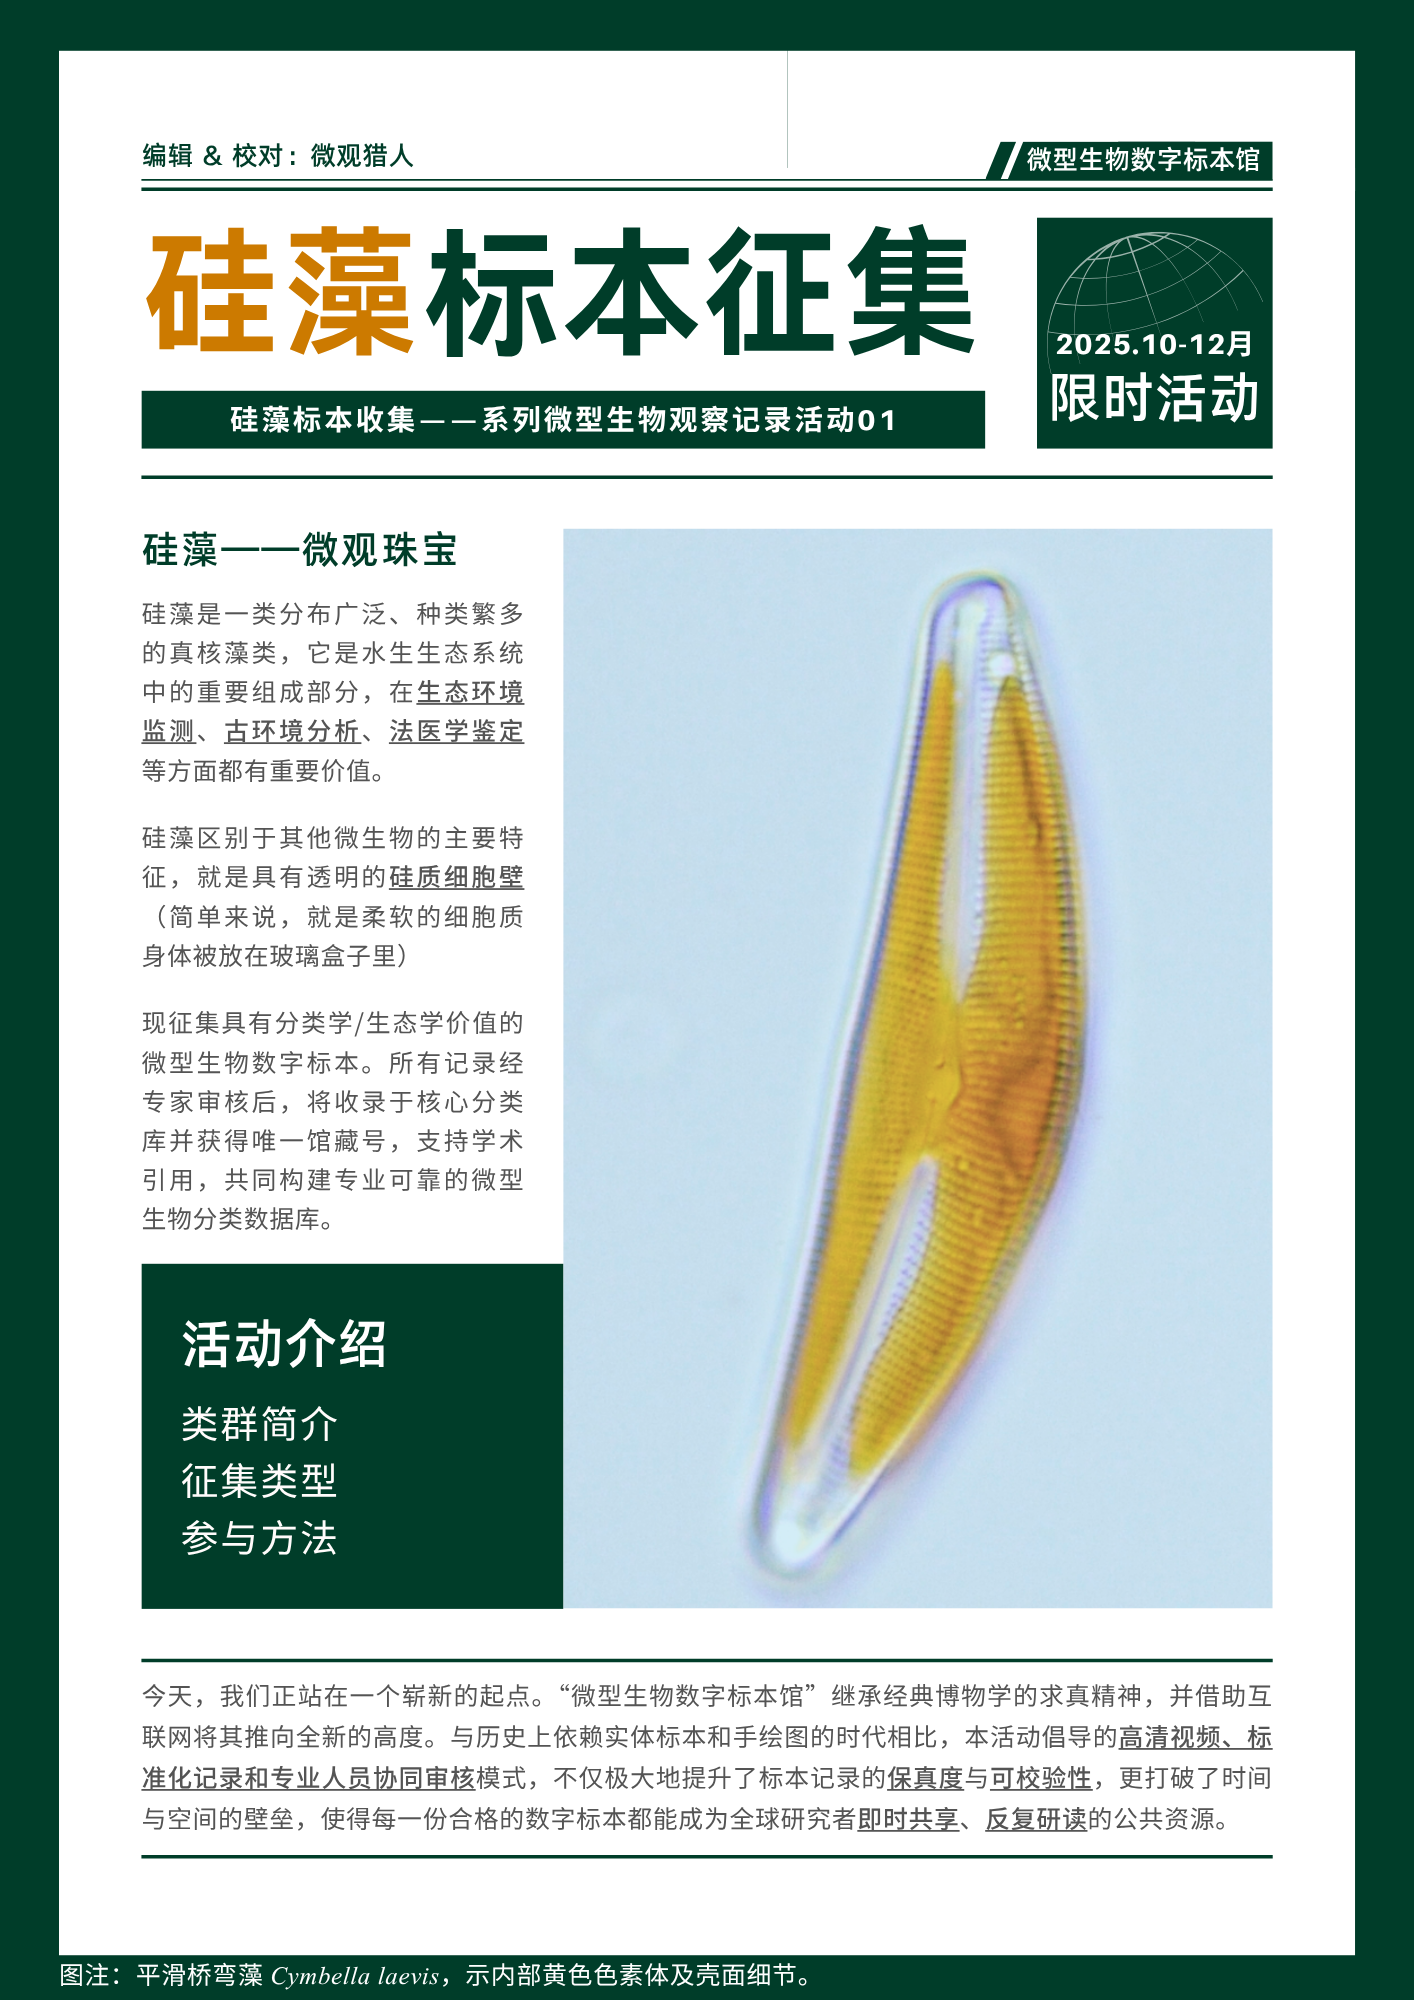 编辑 & 校对：微观猎人
微型生物数字标本馆
硅藻标本征集
2025.10-12月
限时活动
硅藻标本收集——系列微型生物观察记录活动01
硅藻——微观珠宝
硅藻是一类分布广泛、种类繁多
的真核藻类，它是水生生态系统
中的重要组成部分，在生态环境
监测、古环境分析、法医学鉴定
等方面都有重要价值。
硅藻区别于其他微生物的主要特
征，就是具有透明的硅质细胞壁
（简单来说，就是柔软的细胞质
身体被放在玻璃盒子里）
现征集具有分类学/生态学价值的
微型生物数字标本。所有记录经
专家审核后，将收录于核心分类
库并获得唯一馆藏号，支持学术
引用，共同构建专业可靠的微型
生物分类数据库。
活动介绍
类群简介
征集类型
参与方法
今天，我们正站在一个崭新的起点。“微型生物数字标本馆”继承经典博物学的求真精神，并借助互
联网将其推向全新的高度。与历史上依赖实体标本和手绘图的时代相比，本活动倡导的高清视频、标
准化记录和专业人员协同审核模式，不仅极大地提升了标本记录的保真度与可校验性，更打破了时间
与空间的壁垒，使得每一份合格的数字标本都能成为全球研究者即时共享、反复研读的公共资源。
图注：平滑桥弯藻 Cymbella laevis，示内部黄色色素体及壳面细节。